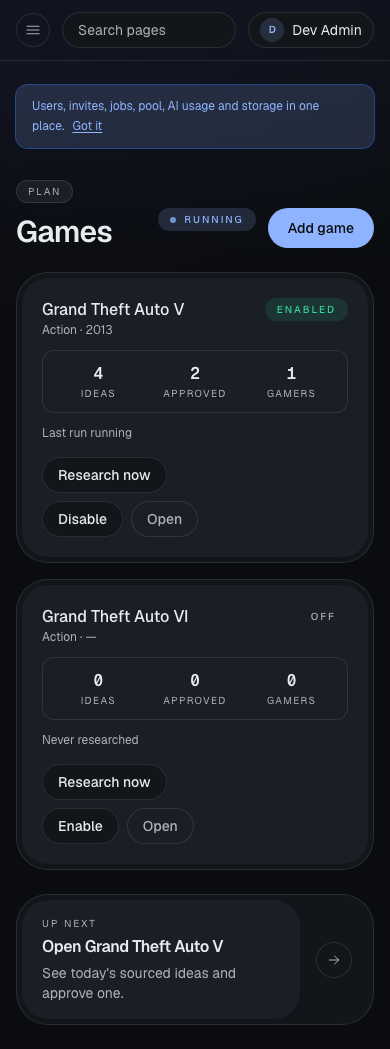 Search pages
D Dev Admin
Users, invites, jobs, pool, AI usage and storage in one
place. Got it
PLAN
Games
RUNNING
Add game
Grand Theft Auto V
ENABLED
Action · 2013
4 2 1
IDEAS APPROVED GAMERS
Last run running
Research now
Disable Open
Grand Theft Auto VI
OFF
Action · —
0 0 0
IDEAS APPROVED GAMERS
Never researched
Research now
Enable Open
UP NEXT
Open Grand Theft Auto V
See today's sourced ideas and
approve one.